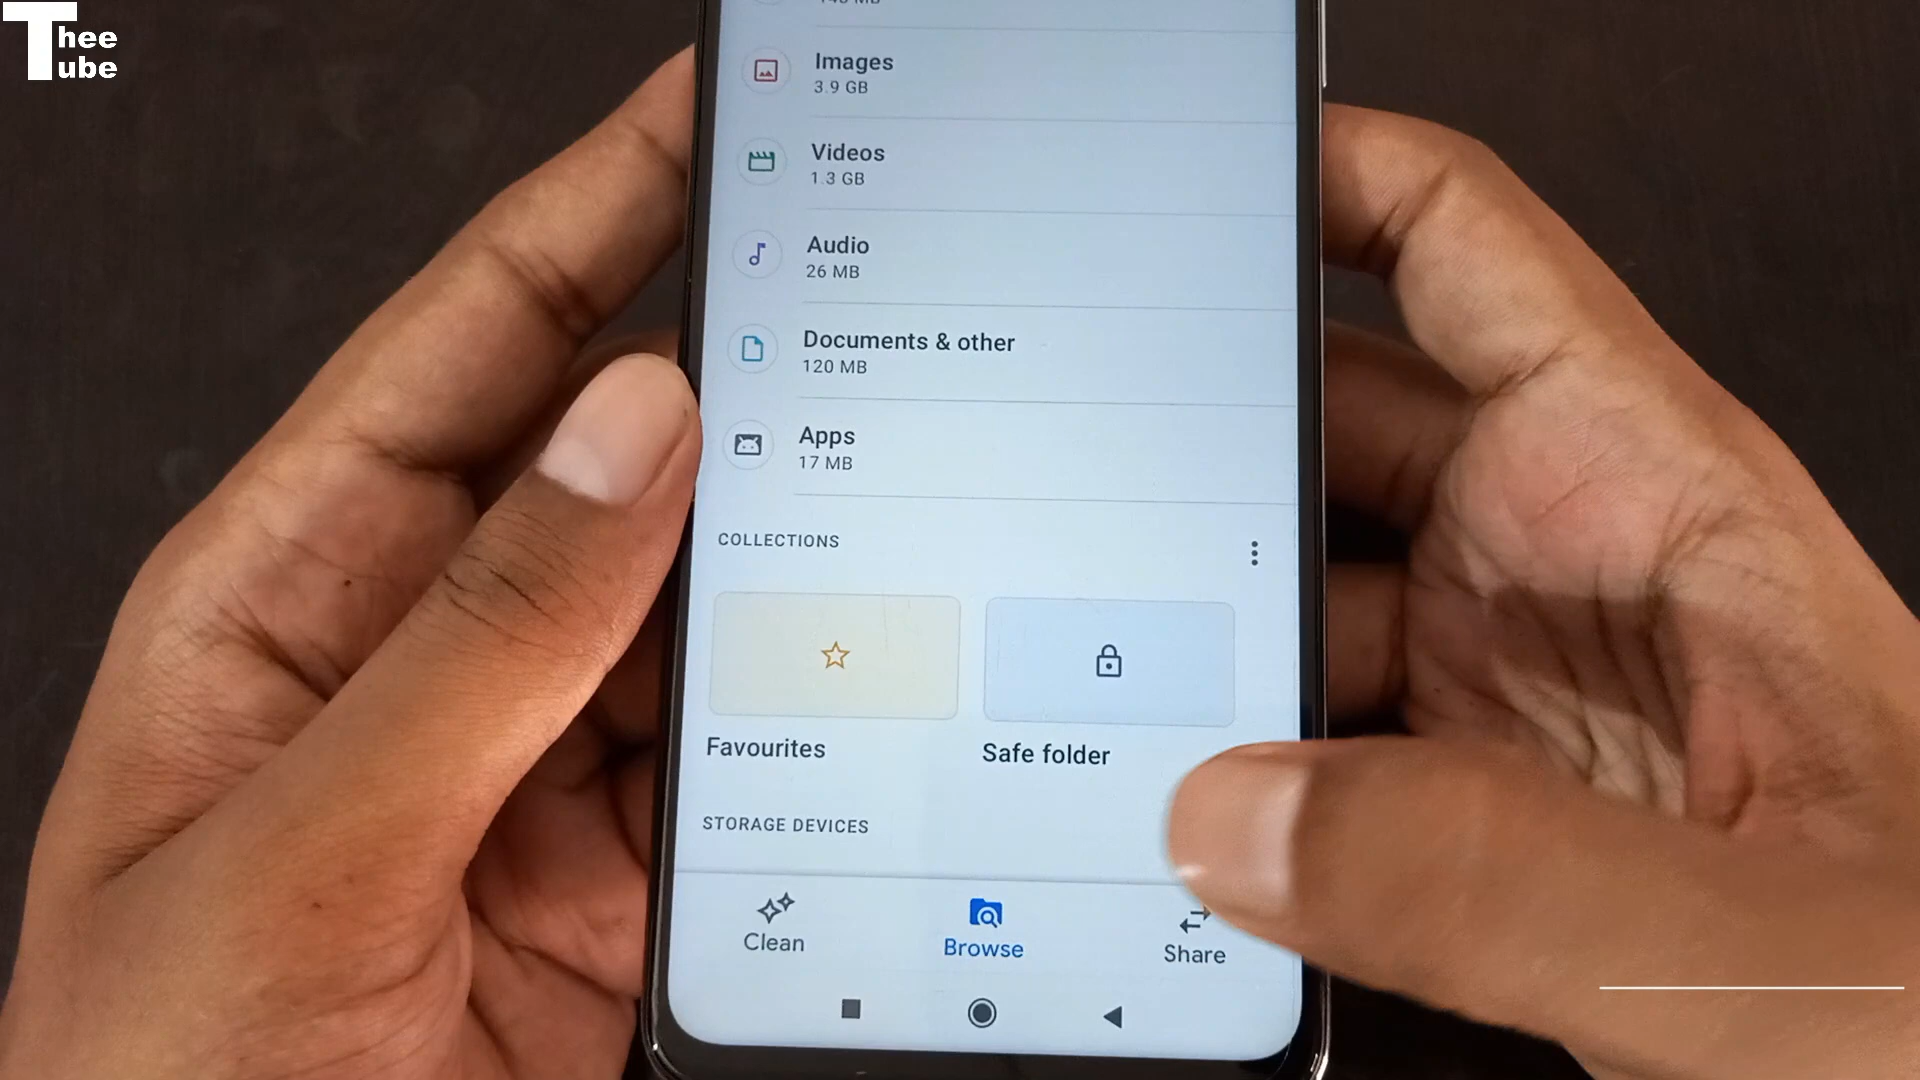 Thee
Tube
Images
3.9 GB
Videos
1.3 GB
Audio
26 MB
Documents & other
120 MB
Apps
17 MB
COLLECTIONS
Favourites
Safe folder
STORAGE DEVICES
Clean
Browse
Share